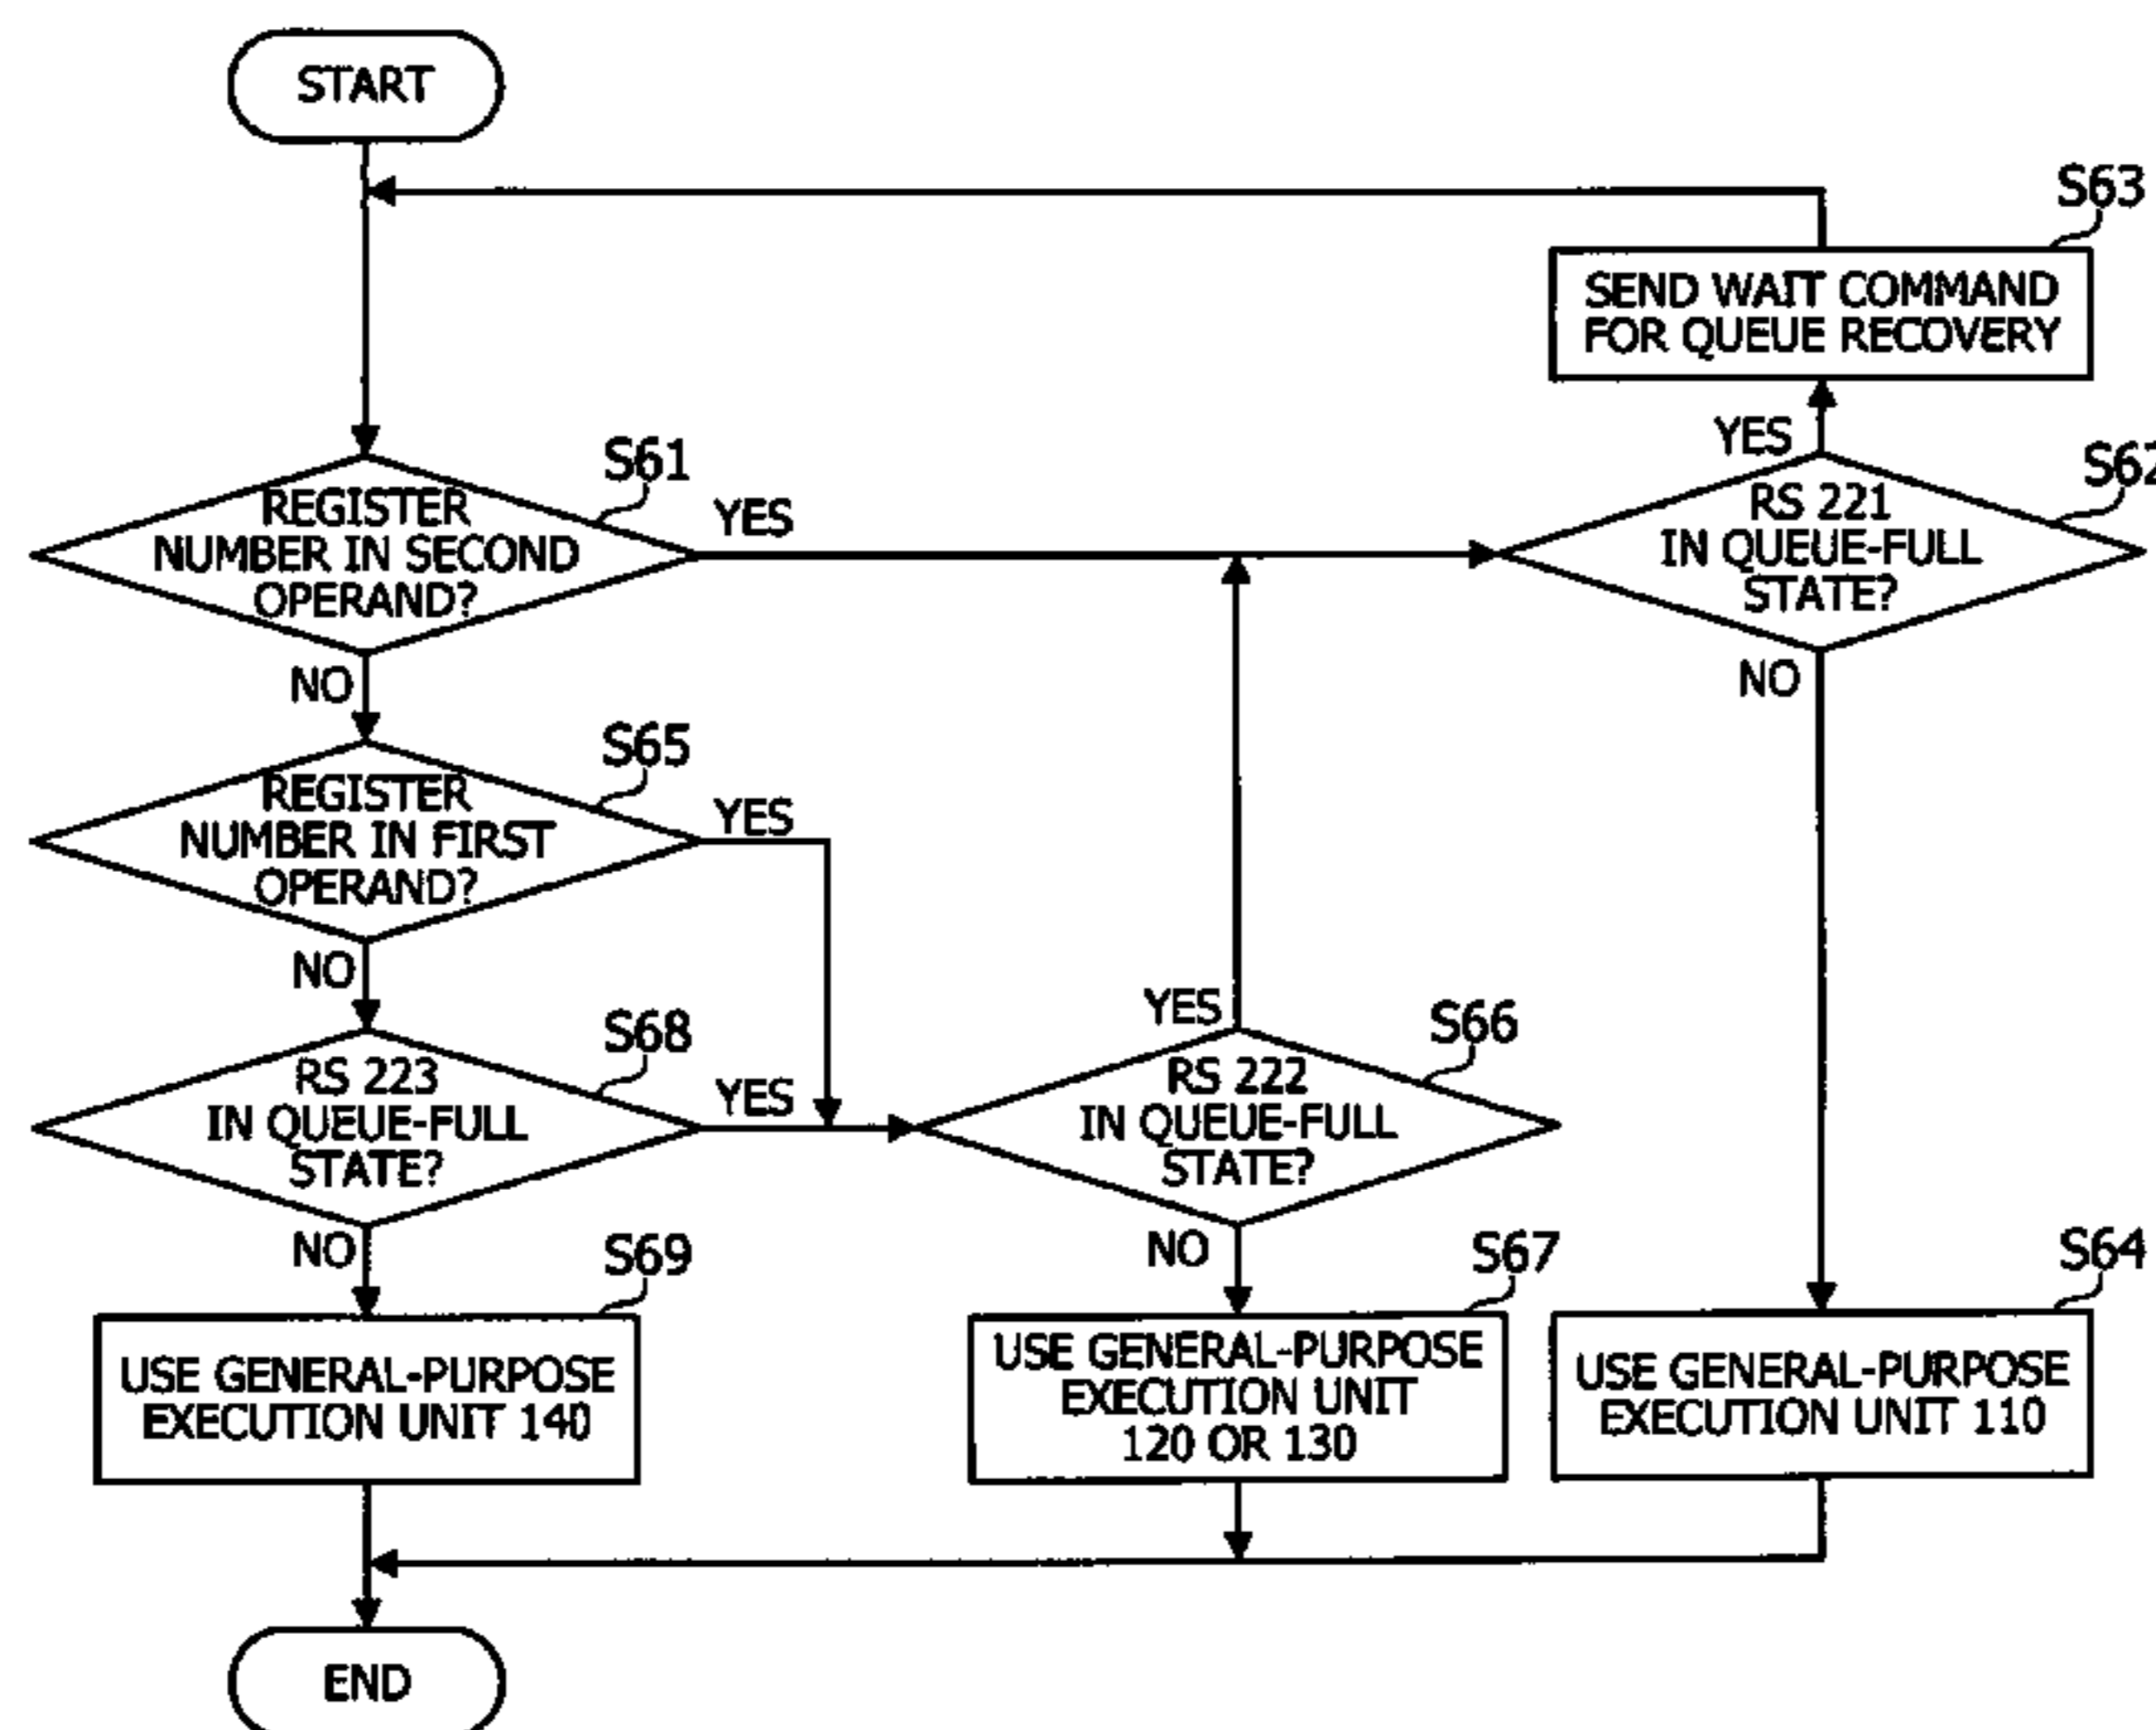 START
S63
SEND WAIT COMMAND
FOR QUEUE RECOVERY
YES
S61
S62
REGISTER
NUMBER IN SECOND
OPERAND?
YES
RS 221
IN QUEUE-FULL
STATE?
NO
NO
S65
REGISTER
NUMBER IN FIRST
OPERAND?
YES
NO
S68
RS 223
IN QUEUE-FULL
STATE?
YES
YES
S66
RS 222
IN QUEUE-FULL
STATE?
NO
NO
S69
USE GENERAL-PURPOSE
EXECUTION UNIT 140
S67
USE GENERAL-PURPOSE
EXECUTION UNIT
120 OR 130
S64
USE GENERAL-PURPOSE
EXECUTION UNIT 110
END